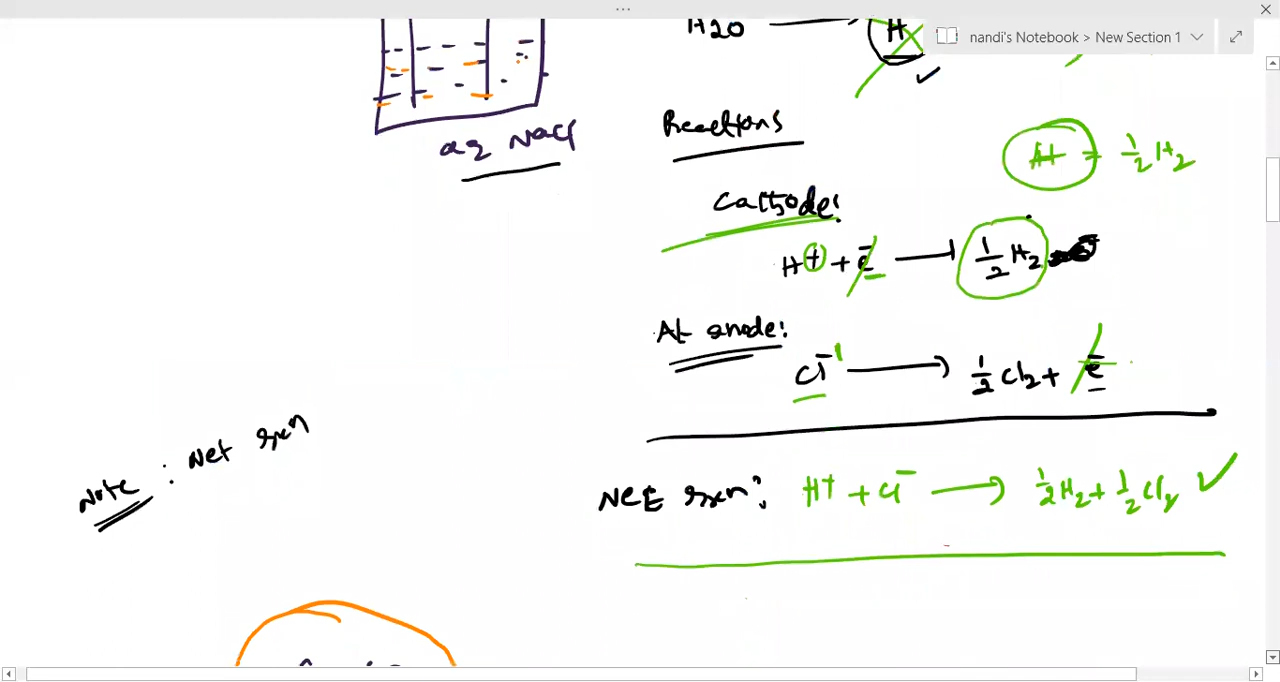 ...
nandi's Notebook > New Section 1
H2O ⟶ H
aq NaCl
Reactions
H = ½H₂
Cathode:
H⁺ + e̅ ⟶ ½H₂
At anode:
Cl⁻ ⟶ ½Cl₂ + e̅
Note : Net rxn
Net rxn: H⁺ + Cl⁻ ⟶ ½H₂ + ½Cl₂ ✓